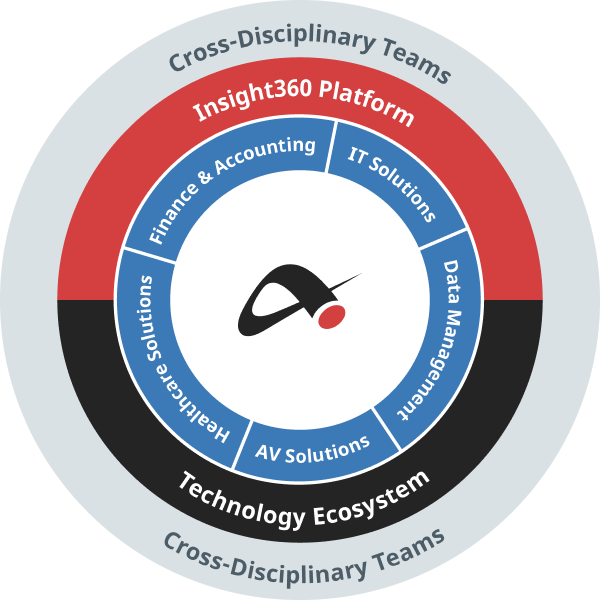 Cross-Disciplinary Teams
Insight360 Platform
Finance & Accounting
IT Solutions
Data Management
AV Solutions
Healthcare Solutions
Technology Ecosystem
Cross-Disciplinary Teams